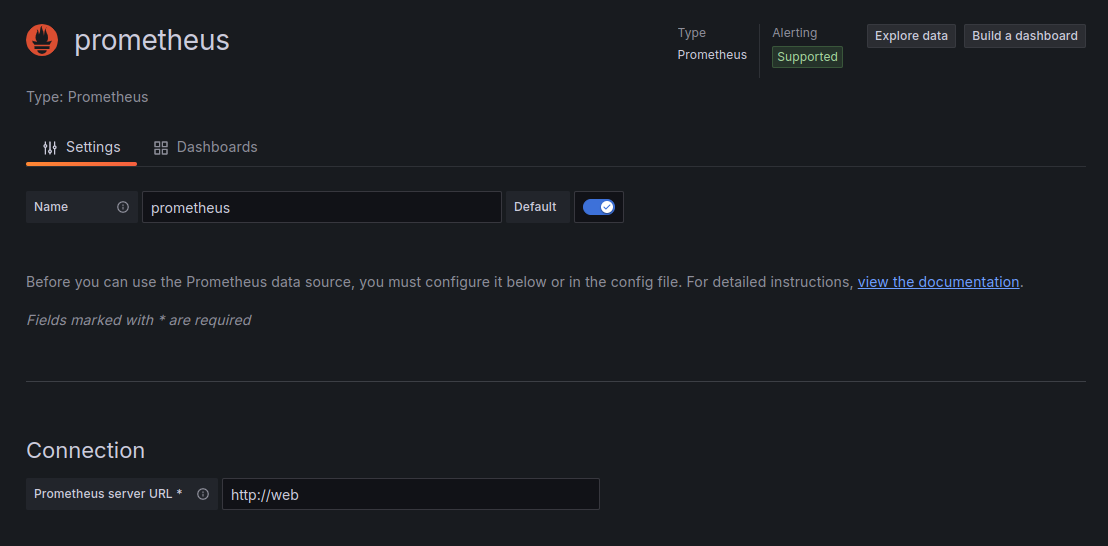 prometheus
Type
Prometheus
Alerting
Supported
Explore data
Build a dashboard
Type: Prometheus
Settings
Dashboards
Name
prometheus
Default
Before you can use the Prometheus data source, you must configure it below or in the config file. For detailed instructions, view the documentation.
Fields marked with * are required
Connection
Prometheus server URL *
http://web